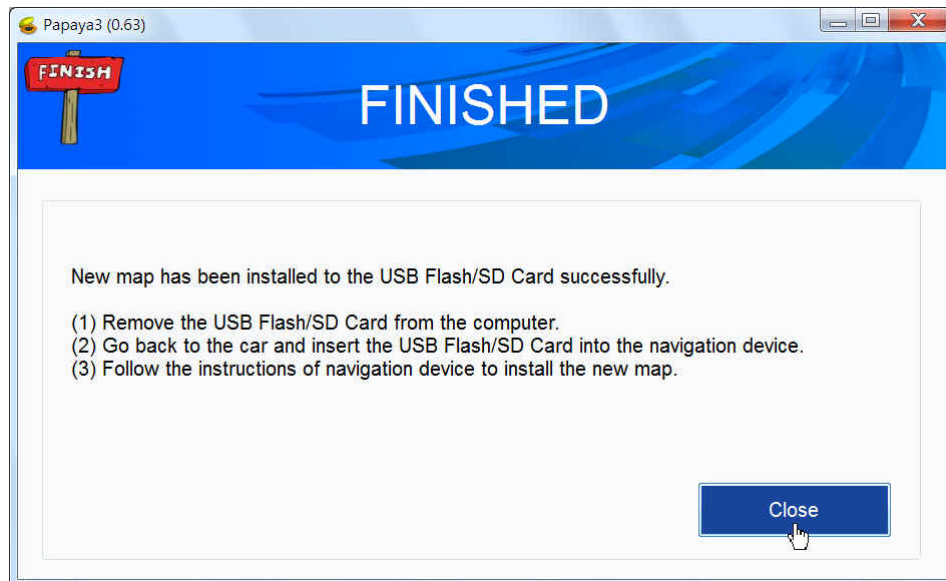 Papaya3 (0.63)
FINISH
FINISHED
New map has been installed to the USB Flash/SD Card successfully.
(1) Remove the USB Flash/SD Card from the computer.
(2) Go back to the car and insert the USB Flash/SD Card into the navigation device.
(3) Follow the instructions of navigation device to install the new map.
Close